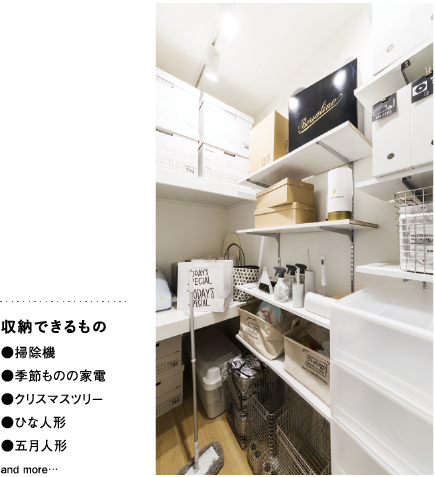 収納できるもの
●掃除機
●季節ものの家電
●クリスマスツリー
●ひな人形
●五月人形
and more…
Borsalino
TODAY'S
SPECIAL
TODAY'S
SPECIAL